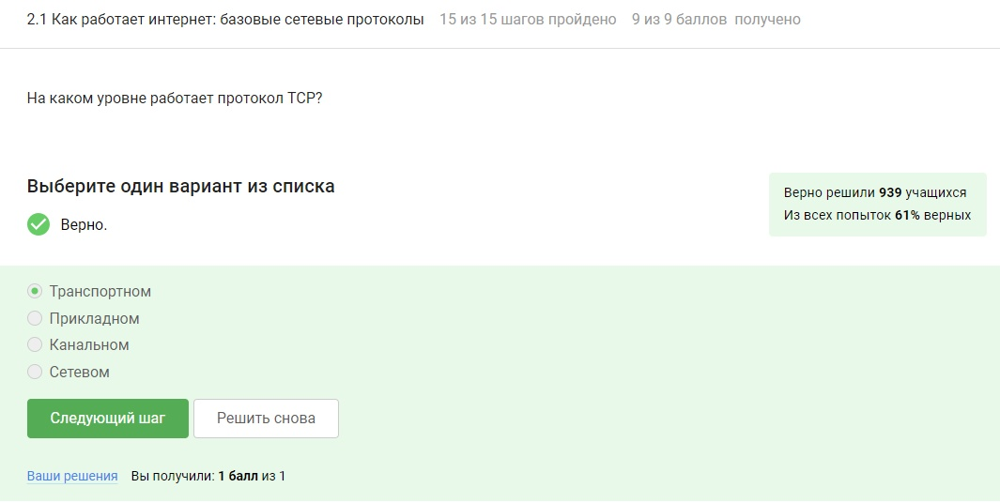 2.1 Как работает интернет: базовые сетевые протоколы 15 из 15 шагов пройдено 9 из 9 баллов получено
На каком уровне работает протокол TCP?
Выберите один вариант из списка
Верно.
Верно решили 939 учащихся
Из всех попыток 61% верных
Транспортном
Прикладном
Канальном
Сетевом
Следующий шаг Решить снова
Ваши решения Вы получили: 1 балл из 1